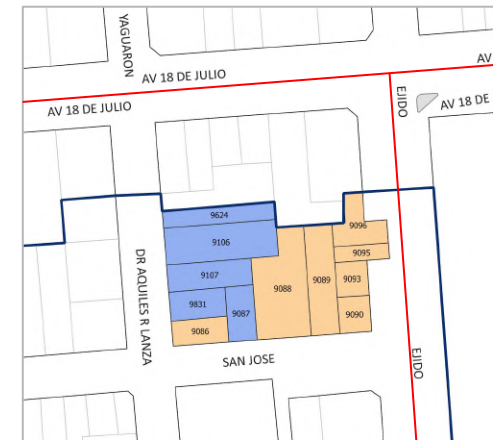 YAGUARON
AV 18 DE JULIO
AV
AV 18 DE JULIO
EJIDO
AV 18 DE
9624
9106
9096
9095
9107
9093
9088
9089
9831
9087
9090
9086
DR AQUILES R LANZA
SAN JOSE
EJIDO